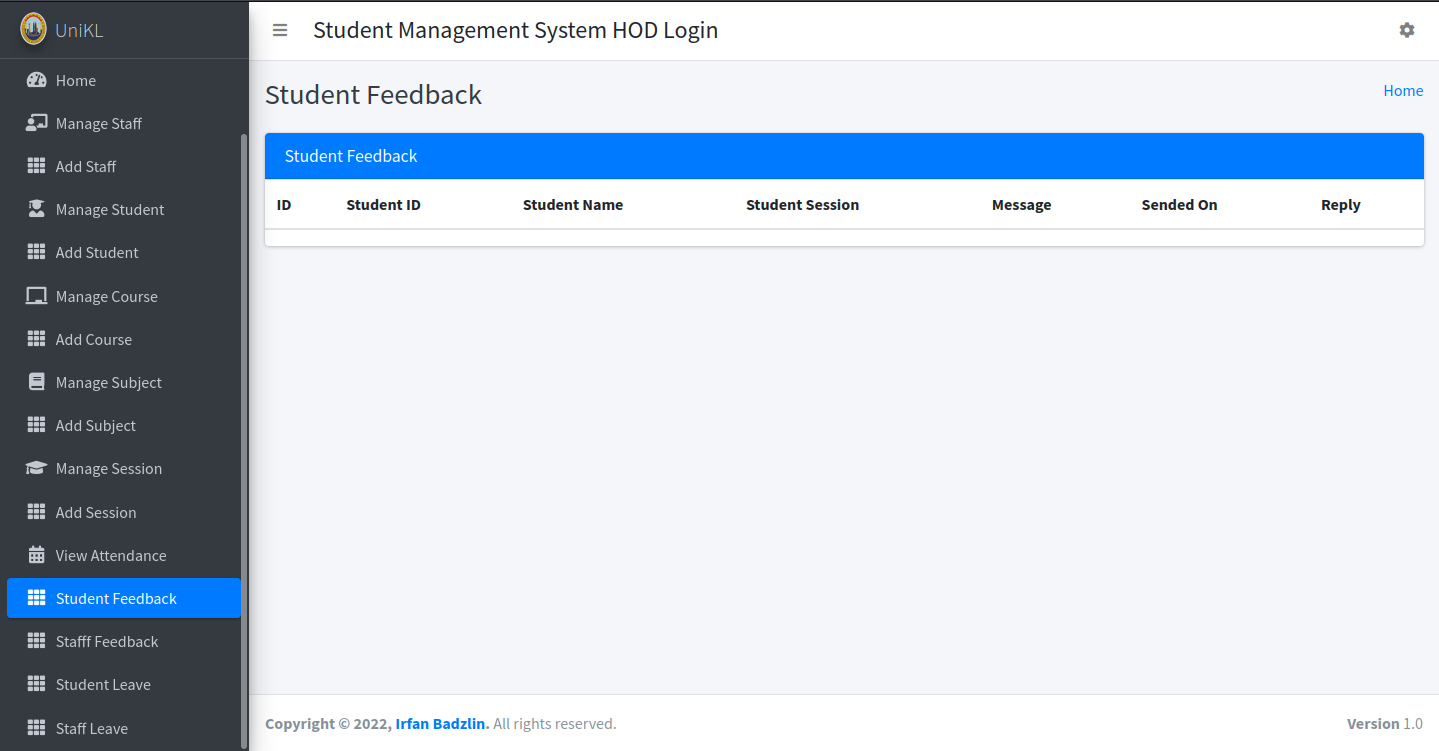 UniKL
Home
Manage Staff
Add Staff
Manage Student
Add Student
Manage Course
Add Course
Manage Subject
Add Subject
Manage Session
Add Session
View Attendance
Student Feedback
Stafff Feedback
Student Leave
Staff Leave
Student Management System HOD Login
Student Feedback
Home
Student Feedback
ID Student ID Student Name Student Session Message Sended On Reply
Copyright © 2022, Irfan Badzlin. All rights reserved.
Version 1.0